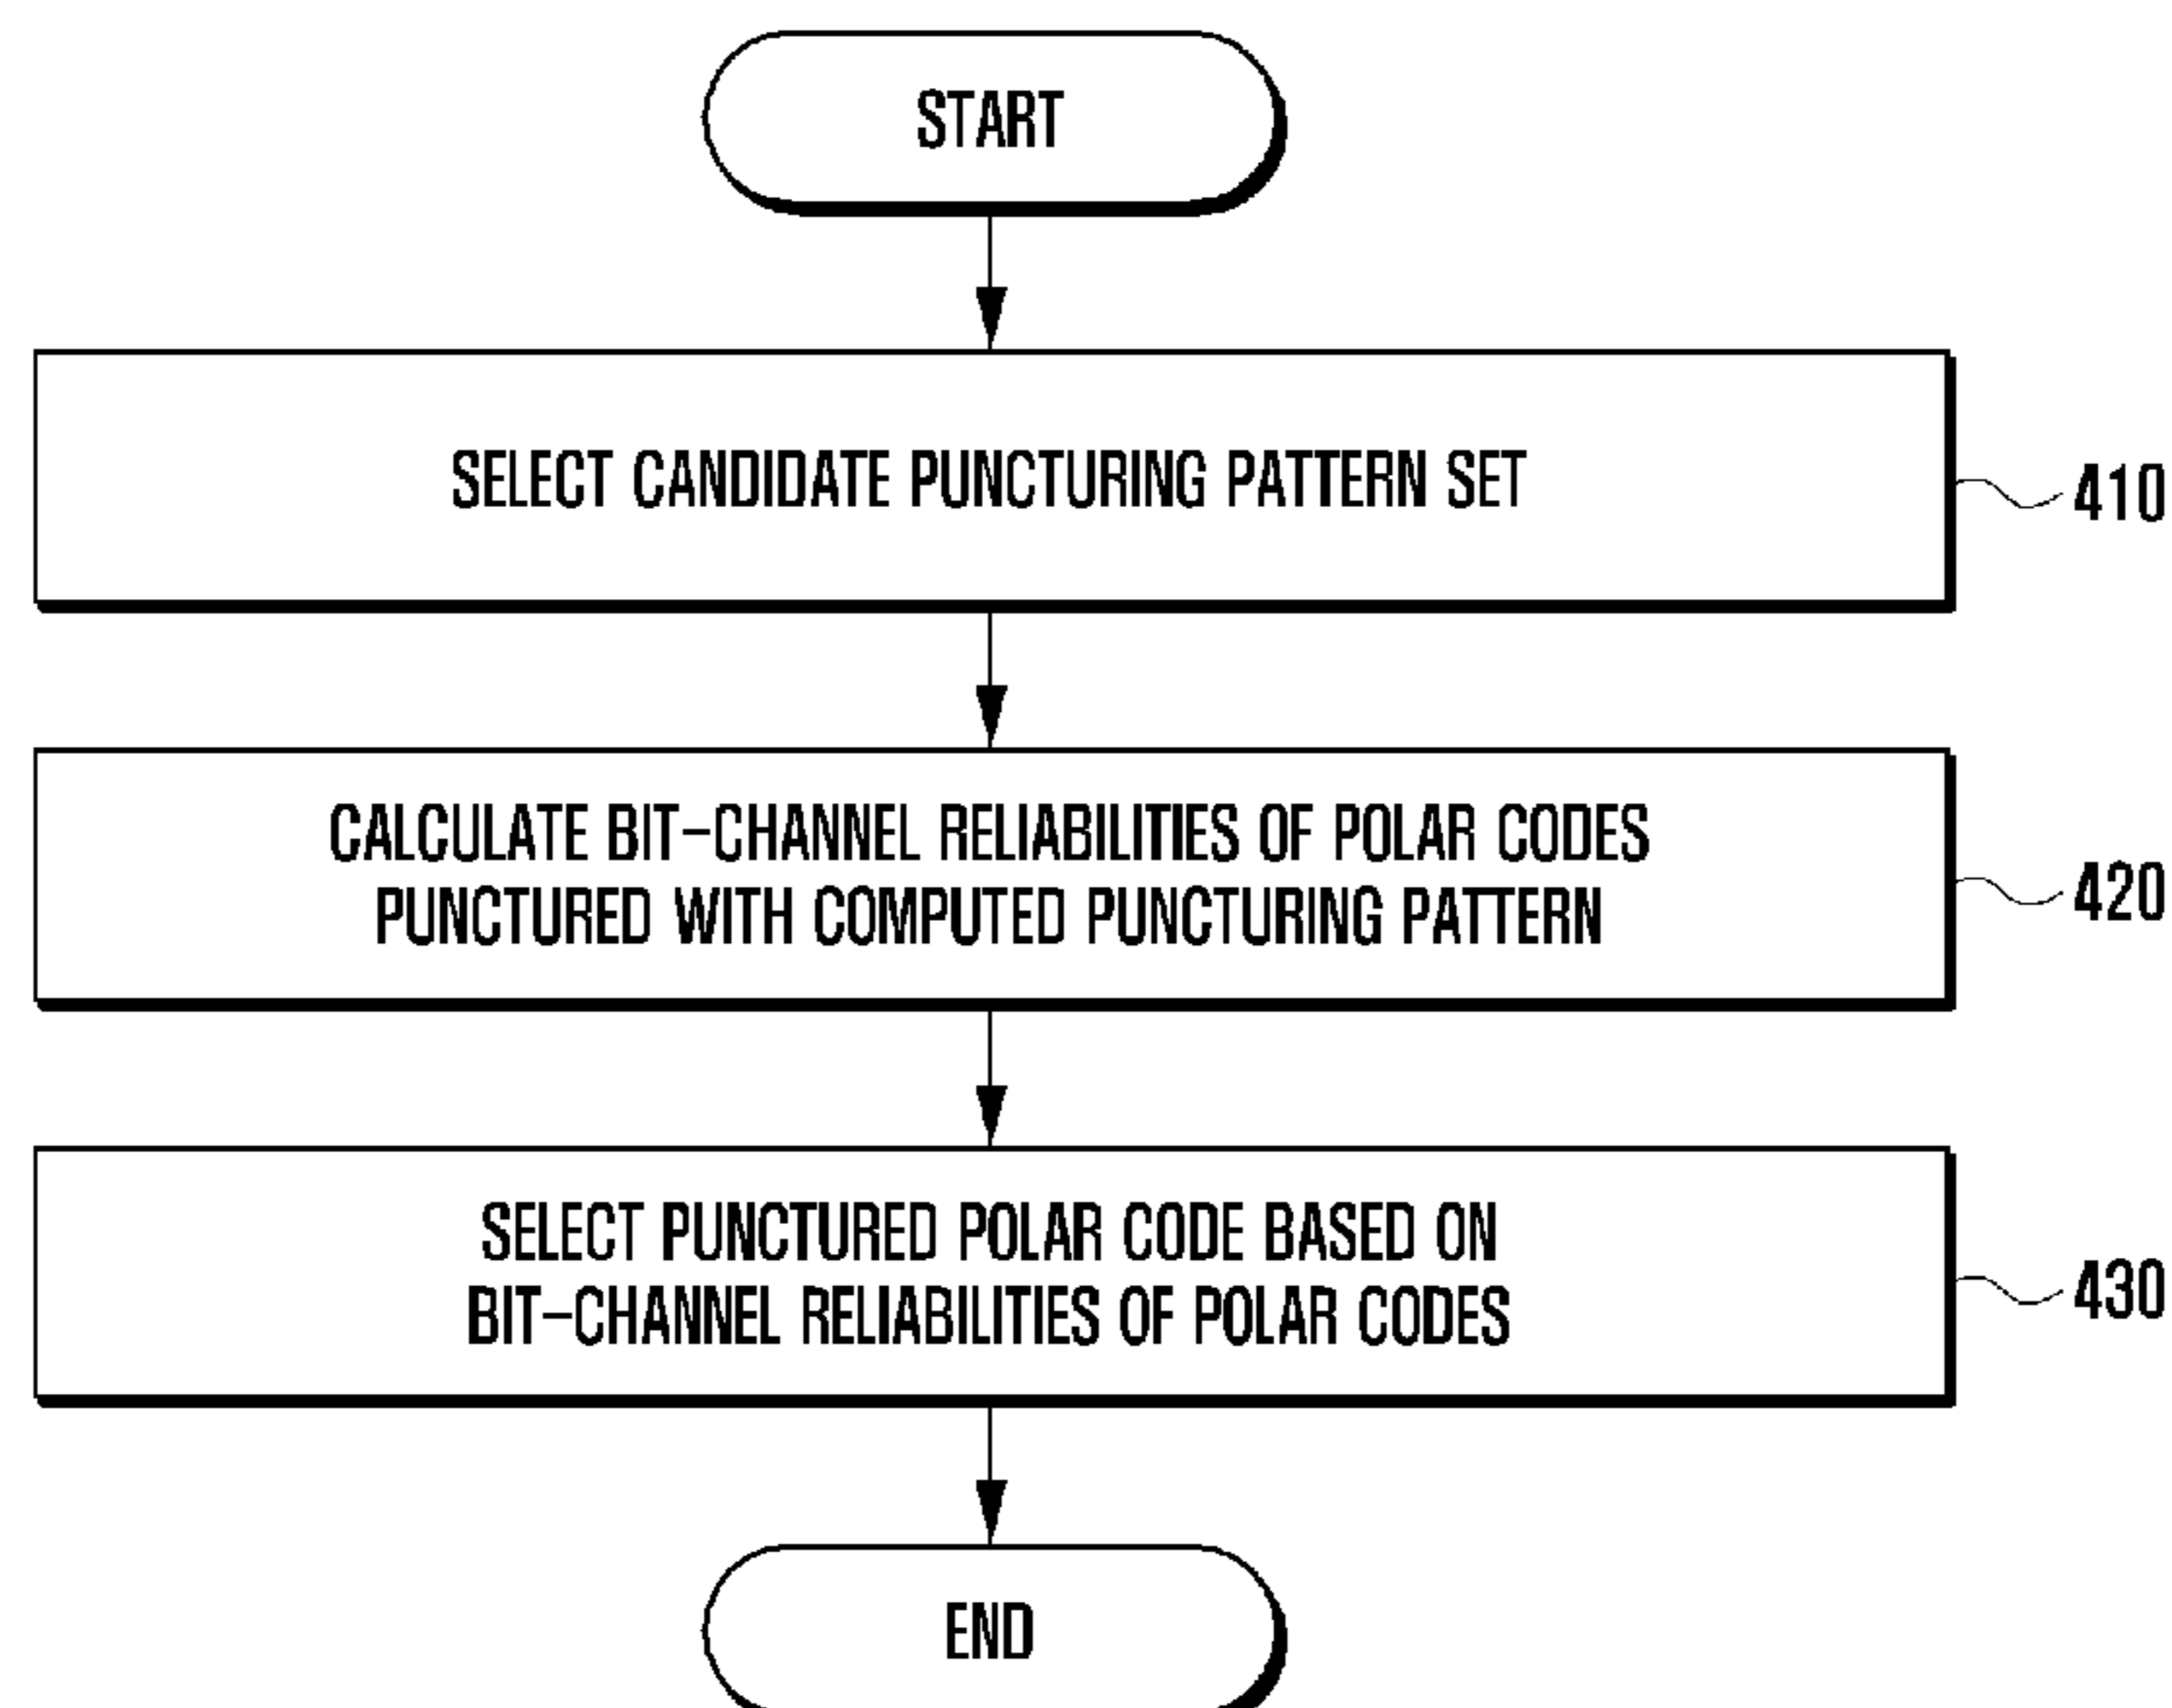 START
SELECT CANDIDATE PUNCTURING PATTERN SET
410
CALCULATE BIT-CHANNEL RELIABILITIES OF POLAR CODES
PUNCTURED WITH COMPUTED PUNCTURING PATTERN
420
SELECT PUNCTURED POLAR CODE BASED ON
BIT-CHANNEL RELIABILITIES OF POLAR CODES
430
END